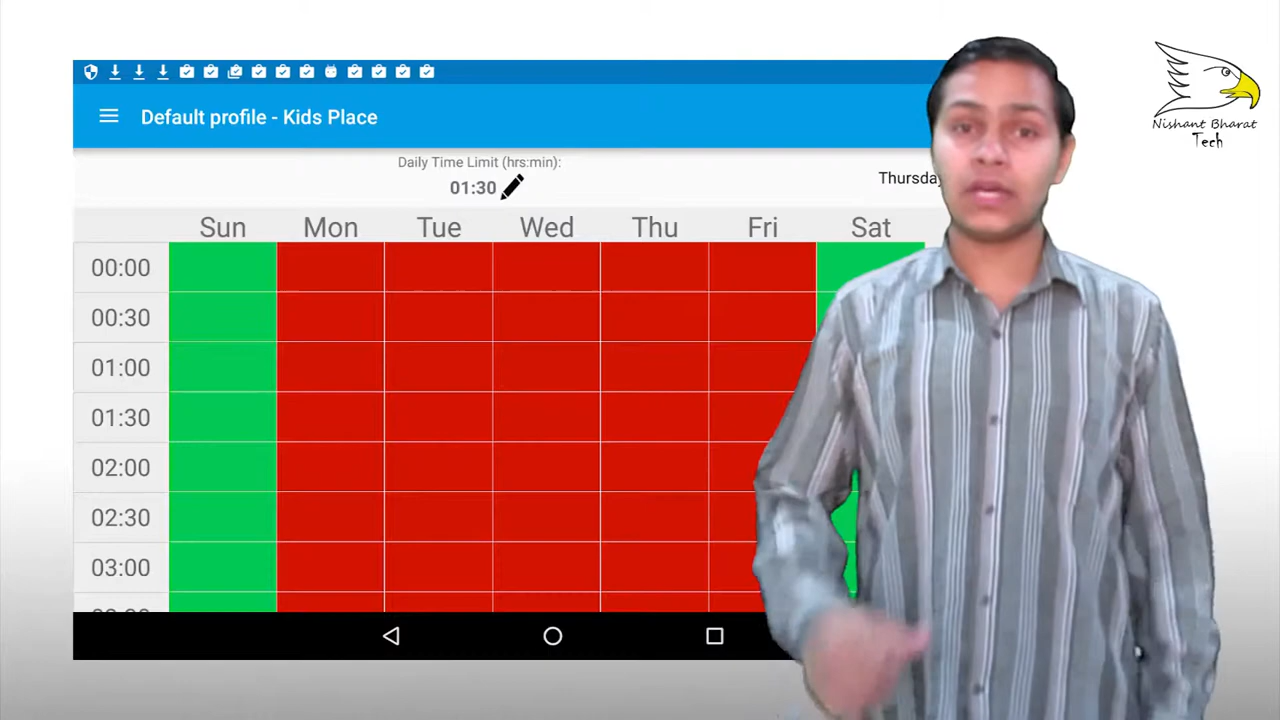 Nishant Bharat
Tech
Default profile - Kids Place
Daily Time Limit (hrs:min):
01:30
Thursday
Sun Mon Tue Wed Thu Fri Sat
00:00
00:30
01:00
01:30
02:00
02:30
03:00